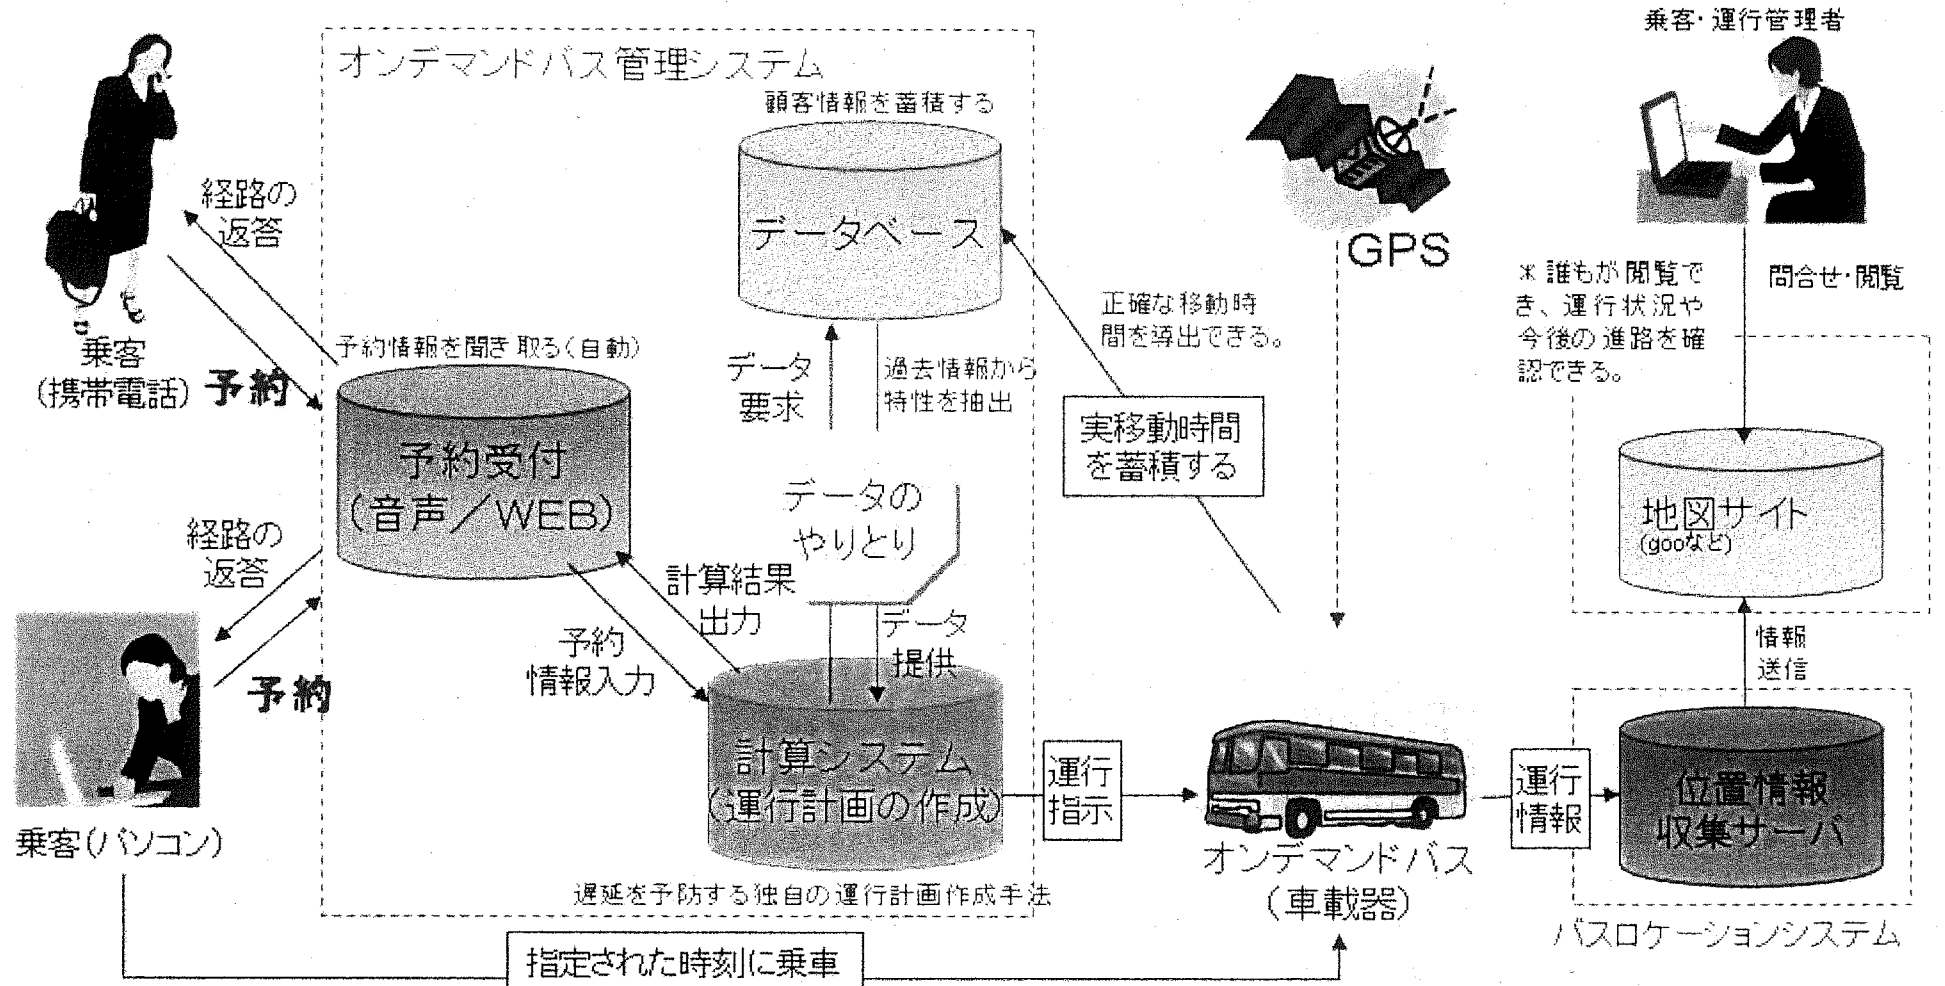 乗客・運行管理者
オンデマンドバス管理システム
顧客情報を蓄積する
データベース
GPS
経路の
返答
乗客
(携帯電話)
予約
予約情報を聞き取る(自動)
予約受付
(音声/WEB)
データ
要求
過去情報から
特性を抽出
正確な移動時
間を導出できる。
実移動時間
を蓄積する
※誰もが閲覧で
き、運行状況や
今後の進路を確
認できる。
問合せ・閲覧
地図サイト
(gooなど)
データの
やりとり
経路の
返答
計算結果
出力
予約
情報入力
データ
提供
予約
乗客(パソコン)
計算システム
(運行計画の作成)
遅延を予防する独自の運行計画作成手法
運行
指示
オンデマンドバス
(車載器)
運行
情報
情報
送信
位置情報
収集サーバ
バスロケーションシステム
指定された時刻に乗車